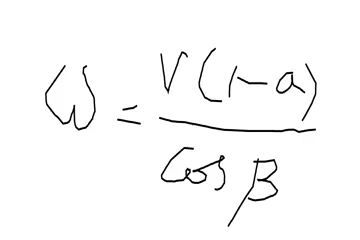 ω = V(1-a) / cos β